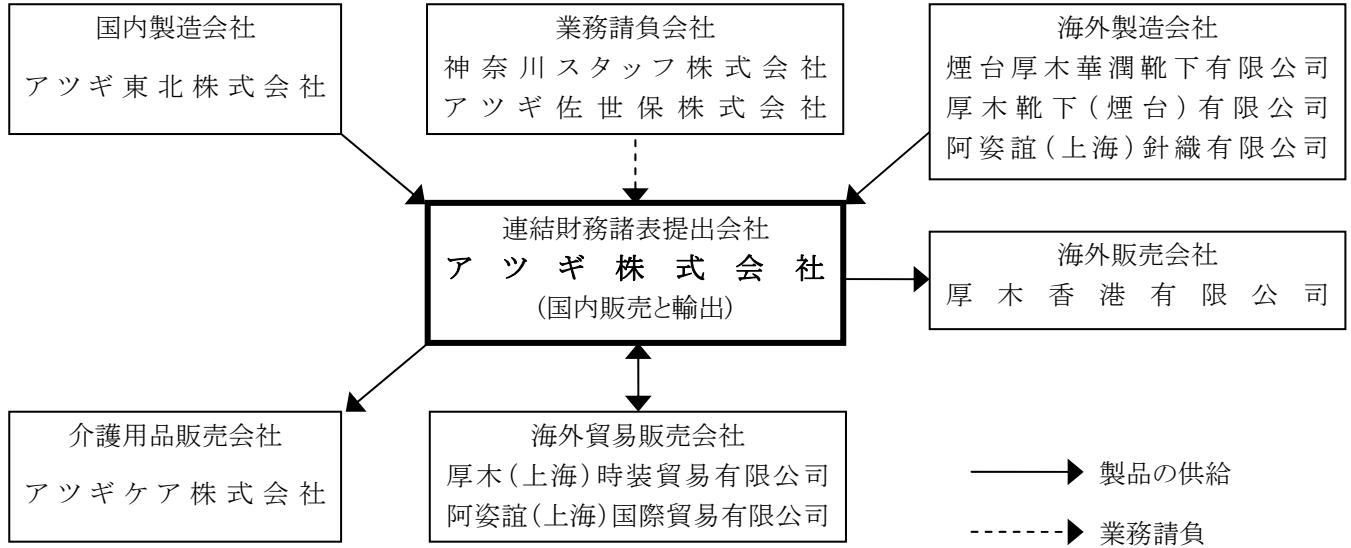 国内製造会社
アツギ東北株式会社
業務請負会社
神奈川スタッフ株式会社
アツギ佐世保株式会社
海外製造会社
煙台厚木華潤靴下有限公司
厚木靴下(煙台)有限公司
阿姿誼(上海)針織有限公司
連結財務諸表提出会社
アツギ株式会社
(国内販売と輸出)
海外販売会社
厚木香港有限公司
介護用品販売会社
アツギケア株式会社
海外貿易販売会社
厚木(上海)時装貿易有限公司
阿姿誼(上海)国際貿易有限公司
製品の供給
業務請負